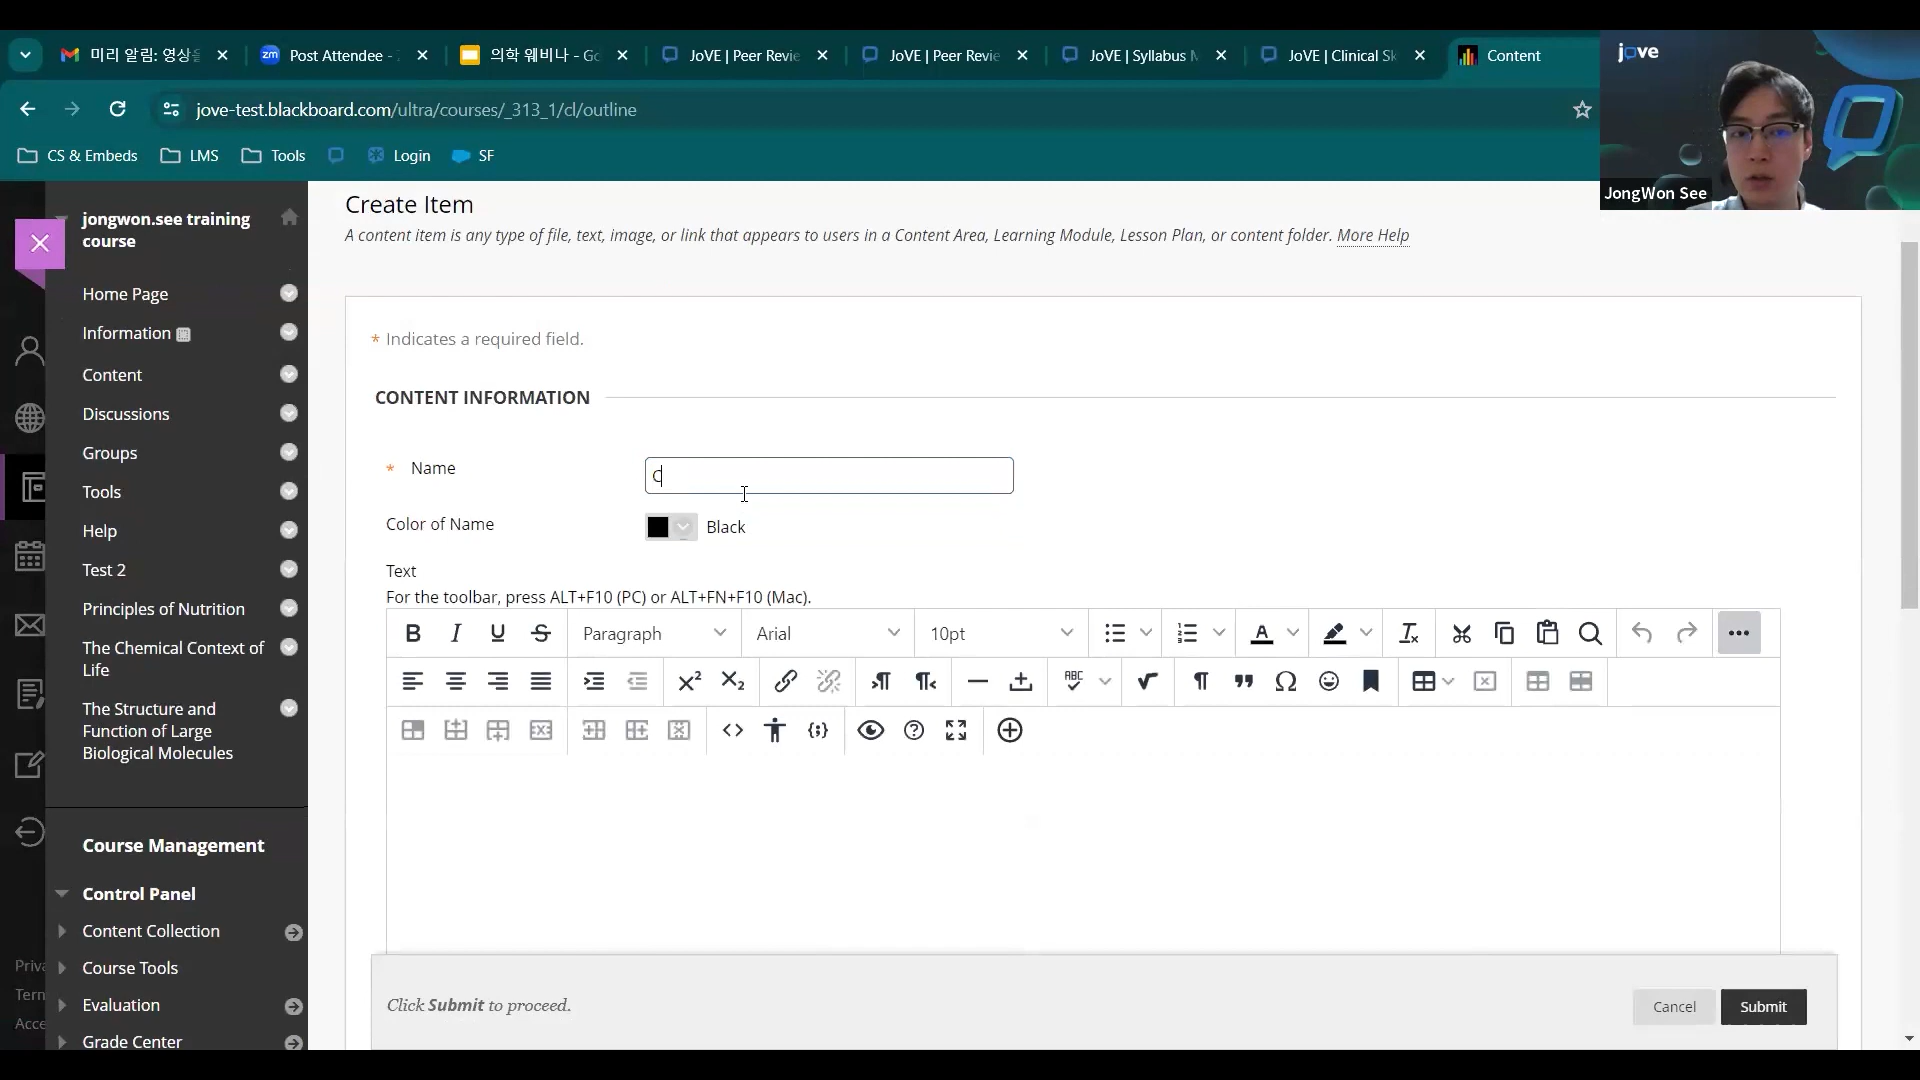 미리 알림: 영상을
Post Attendee -
의학 웨비나 - Go
JoVE | Peer Revie
JoVE | Peer Revie
JoVE | Syllabus M
JoVE | Clinical Sk
Content
jove-test.blackboard.com/ultra/courses/_313_1/cl/outline
CS & Embeds
LMS
Tools
Login
SF
jove
JongWon See
jongwon.see training
course
Home Page
Information
Content
Discussions
Groups
Tools
Help
Test 2
Principles of Nutrition
The Chemical Context of
Life
The Structure and
Function of Large
Biological Molecules
Course Management
Control Panel
Content Collection
Course Tools
Evaluation
Grade Center
Priva
Term
Acce
Create Item
A content item is any type of file, text, image, or link that appears to users in a Content Area, Learning Module, Lesson Plan, or content folder. More Help
* Indicates a required field.
CONTENT INFORMATION
* Name
C
Color of Name
Black
Text
For the toolbar, press ALT+F10 (PC) or ALT+FN+F10 (Mac).
Paragraph
Arial
10pt
Click Submit to proceed.
Cancel
Submit